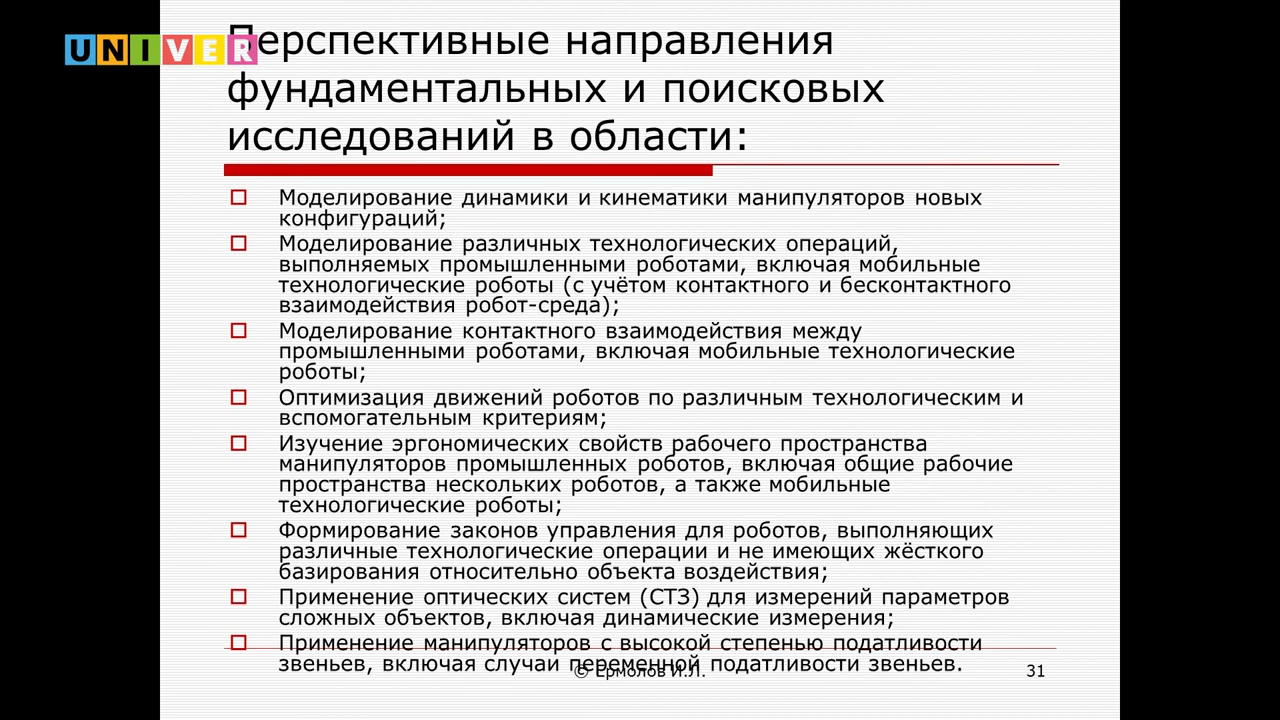 UNIVER
Перспективные направления
фундаментальных и поисковых
исследований в области:
Моделирование динамики и кинематики манипуляторов новых
конфигураций;
Моделирование различных технологических операций,
выполняемых промышленными роботами, включая мобильные
технологические роботы (с учётом контактного и бесконтактного
взаимодействия робот-среда);
Моделирование контактного взаимодействия между
промышленными роботами, включая мобильные технологические
роботы;
Оптимизация движений роботов по различным технологическим и
вспомогательным критериям;
Изучение эргономических свойств рабочего пространства
манипуляторов промышленных роботов, включая общие рабочие
пространства нескольких роботов, а также мобильные
технологические роботы;
Формирование законов управления для роботов, выполняющих
различные технологические операции и не имеющих жёсткого
базирования относительно объекта воздействия;
Применение оптических систем (СТЗ) для измерений параметров
сложных объектов, включая динамические измерения;
Применение манипуляторов с высокой степенью податливости
звеньев, включая случаи переменной податливости звеньев.
© Ермолов И.Л.
31